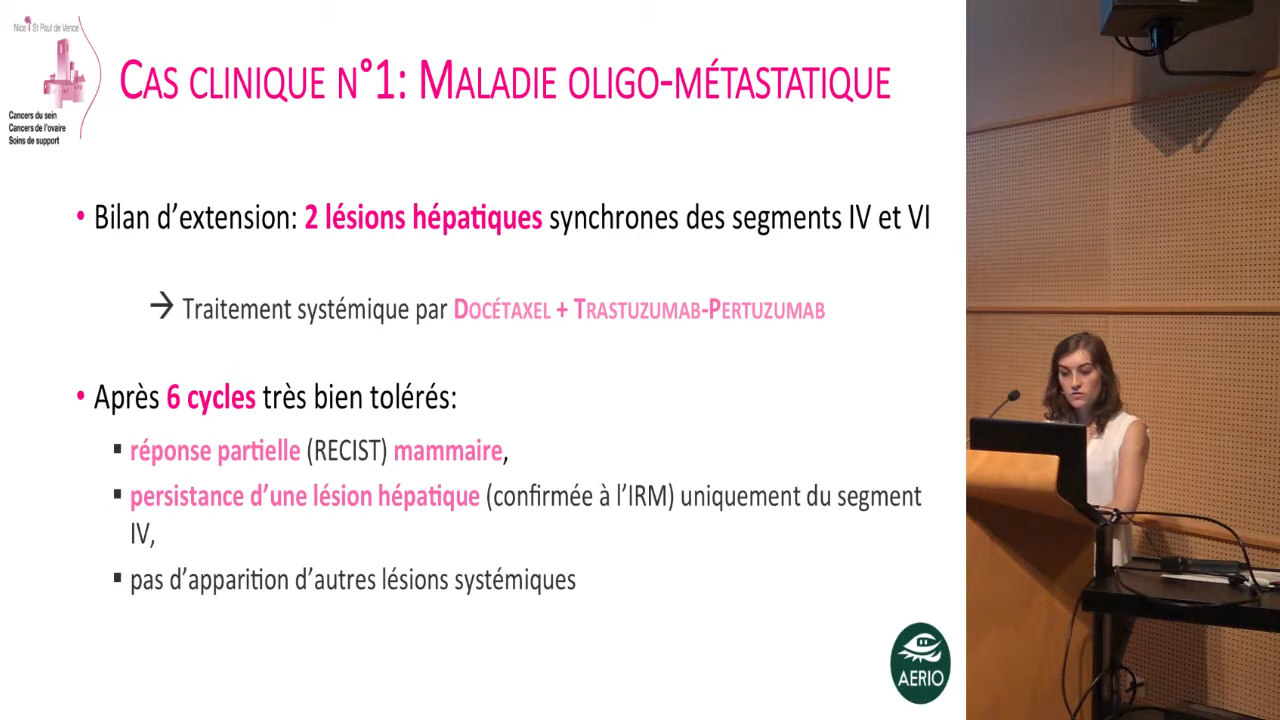 Nice St Paul de Vence
Cancers du sein
Cancers de l'ovaire
Soins de support
CAS CLINIQUE N°1: MALADIE OLIGO-MÉTASTATIQUE
• Bilan d'extension: 2 lésions hépatiques synchrones des segments IV et VI
→ Traitement systémique par DOCÉTAXEL + TRASTUZUMAB-PERTUZUMAB
• Après 6 cycles très bien tolérés:
▪ réponse partielle (RECIST) mammaire,
▪ persistance d'une lésion hépatique (confirmée à l'IRM) uniquement du segment
IV,
▪ pas d'apparition d'autres lésions systémiques
AERIO